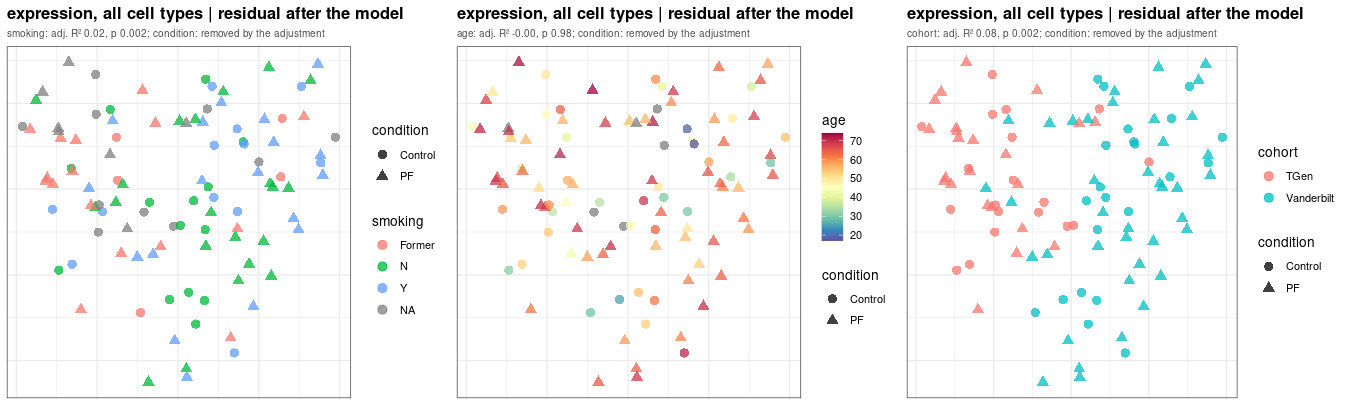 expression, all cell types | residual after the model
smoking: adj. R² 0.02, p 0.002; condition: removed by the adjustment
condition
Control
PF
smoking
Former
N
Y
NA
expression, all cell types | residual after the model
age: adj. R² -0.00, p 0.98; condition: removed by the adjustment
age
70
60
50
40
30
20
condition
Control
PF
expression, all cell types | residual after the model
cohort: adj. R² 0.08, p 0.002; condition: removed by the adjustment
cohort
TGen
Vanderbilt
condition
Control
PF